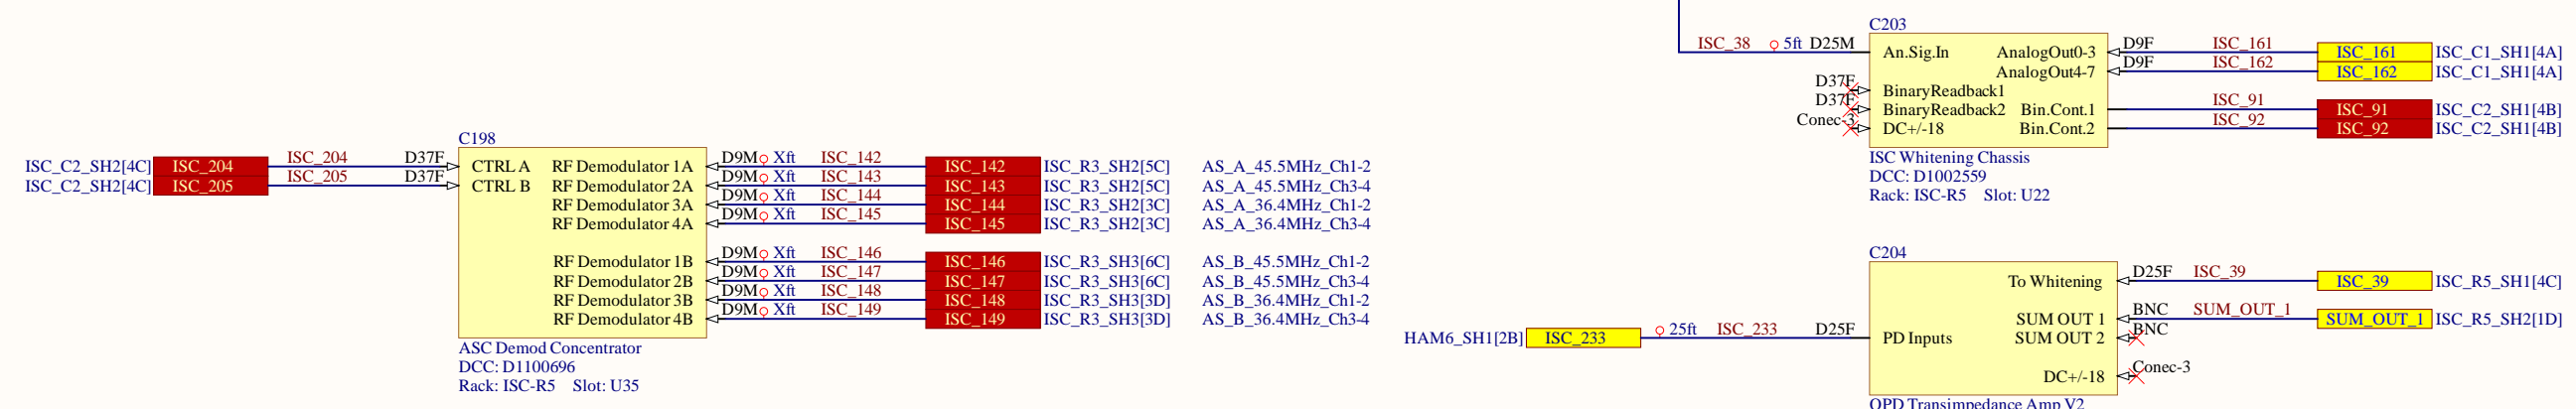 C198
ISC_C2_SH2[4C] ISC_204 ISC_204 D37F CTRL A RF Demodulator 1A D9M Xft ISC_142 ISC_142 ISC_R3_SH2[5C] AS_A_45.5MHz_Ch1-2
ISC_C2_SH2[4C] ISC_205 ISC_205 D37F CTRL B RF Demodulator 2A D9M Xft ISC_143 ISC_143 ISC_R3_SH2[5C] AS_A_45.5MHz_Ch3-4
RF Demodulator 3A D9M Xft ISC_144 ISC_144 ISC_R3_SH2[3C] AS_A_36.4MHz_Ch1-2
RF Demodulator 4A D9M Xft ISC_145 ISC_145 ISC_R3_SH2[3C] AS_A_36.4MHz_Ch3-4
RF Demodulator 1B D9M Xft ISC_146 ISC_146 ISC_R3_SH3[6C] AS_B_45.5MHz_Ch1-2
RF Demodulator 2B D9M Xft ISC_147 ISC_147 ISC_R3_SH3[6C] AS_B_45.5MHz_Ch3-4
RF Demodulator 3B D9M Xft ISC_148 ISC_148 ISC_R3_SH3[3D] AS_B_36.4MHz_Ch1-2
RF Demodulator 4B D9M Xft ISC_149 ISC_149 ISC_R3_SH3[3D] AS_B_36.4MHz_Ch3-4
ASC Demod Concentrator
DCC: D1100696
Rack: ISC-R5 Slot: U35
C203
ISC_38 5ft D25M An.Sig.In AnalogOut0-3 D9F ISC_161 ISC_161 ISC_C1_SH1[4A]
AnalogOut4-7 D9F ISC_162 ISC_162 ISC_C1_SH1[4A]
D37F BinaryReadback1
D37F BinaryReadback2 Bin.Cont.1 ISC_91 ISC_91 ISC_C2_SH1[4B]
Conec-3 DC+/-18 Bin.Cont.2 ISC_92 ISC_92 ISC_C2_SH1[4B]
ISC Whitening Chassis
DCC: D1002559
Rack: ISC-R5 Slot: U22
C204
To Whitening D25F ISC_39 ISC_39 ISC_R5_SH1[4C]
SUM OUT 1 BNC SUM_OUT_1 SUM_OUT_1 ISC_R5_SH2[1D]
HAM6_SH1[2B] ISC_233 25ft ISC_233 D25F PD Inputs SUM OUT 2 BNC
DC+/-18 Conec-3
OPD Transimpedance Amp V2